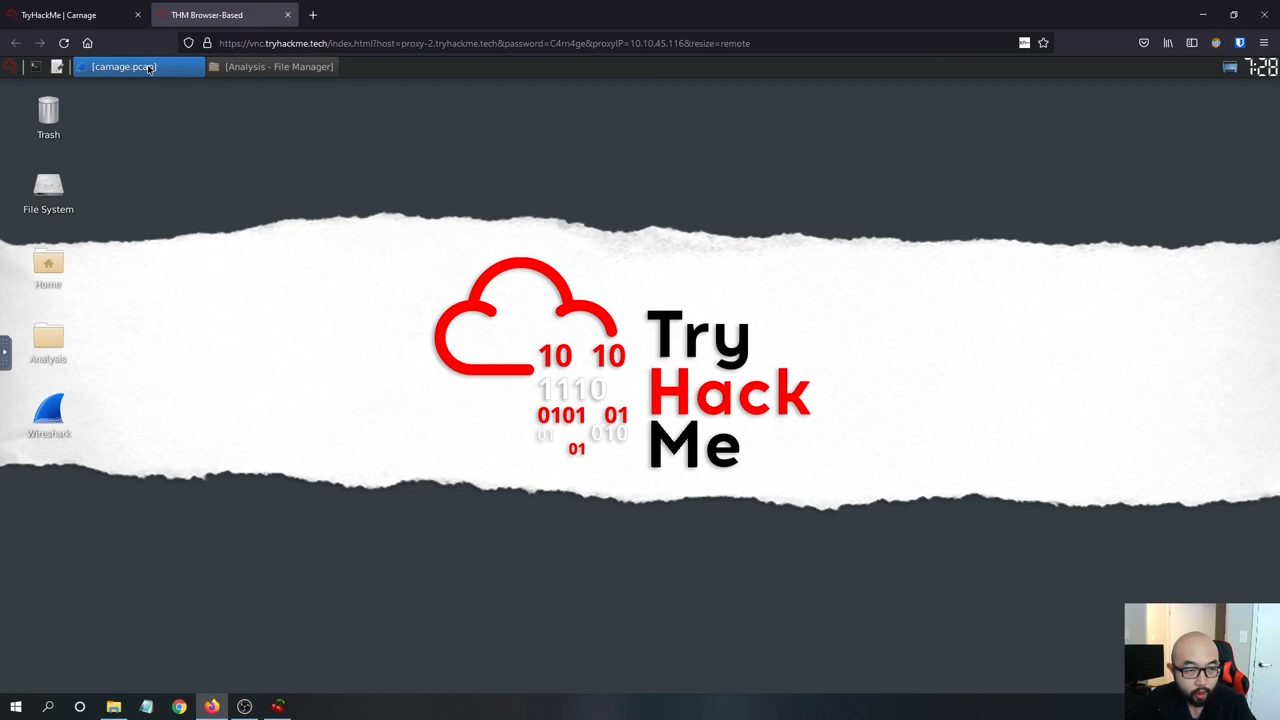 TryHackMe | Carnage
THM Browser-Based
https://vnc.tryhackme.tech/index.html?host=proxy-2.tryhackme.tech&password=C4rn4ge&proxyIP=10.10.45.116&resize=remote
[carnage.pcap]
[Analysis - File Manager]
7:28
Trash
File System
Home
Analysis
Wireshark
10 10
1110
0101 01
01 010
01
Try
Hack
Me